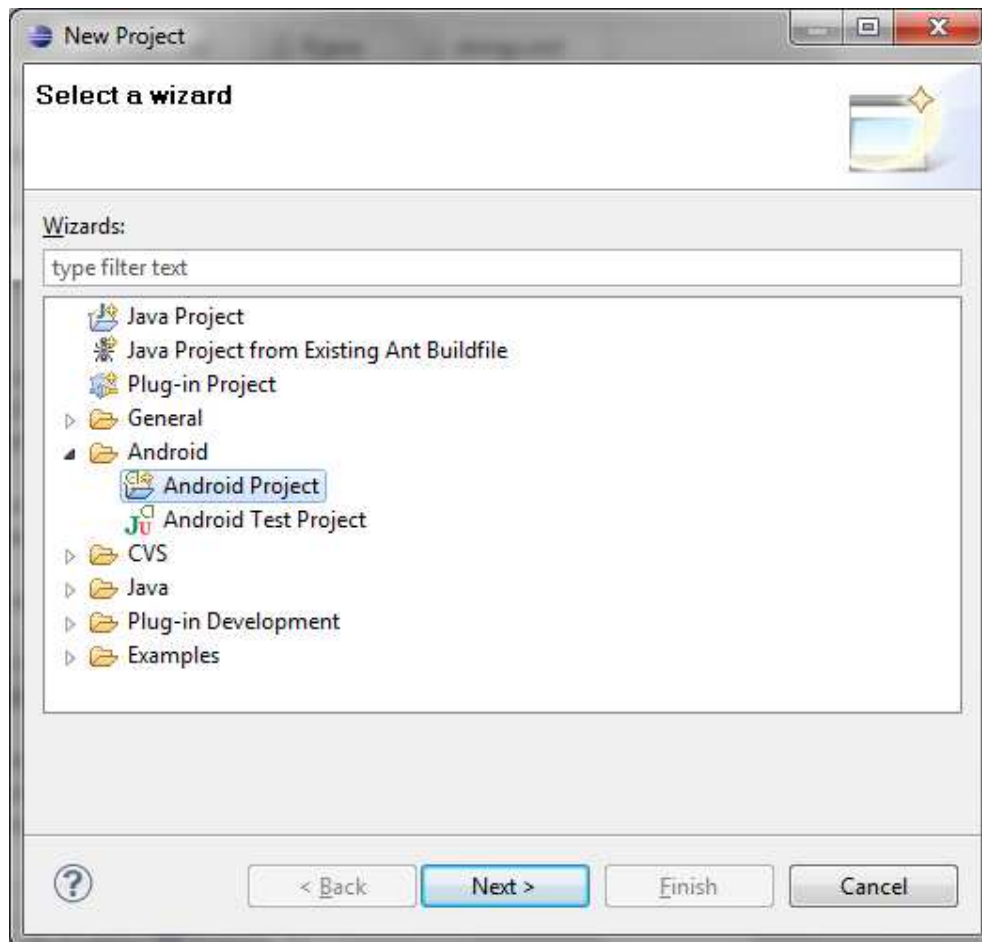 New Project
Select a wizard
Wizards:
type filter text
Java Project
Java Project from Existing Ant Buildfile
Plug-in Project
General
Android
Android Project
Android Test Project
CVS
Java
Plug-in Development
Examples
< Back Next > Finish Cancel